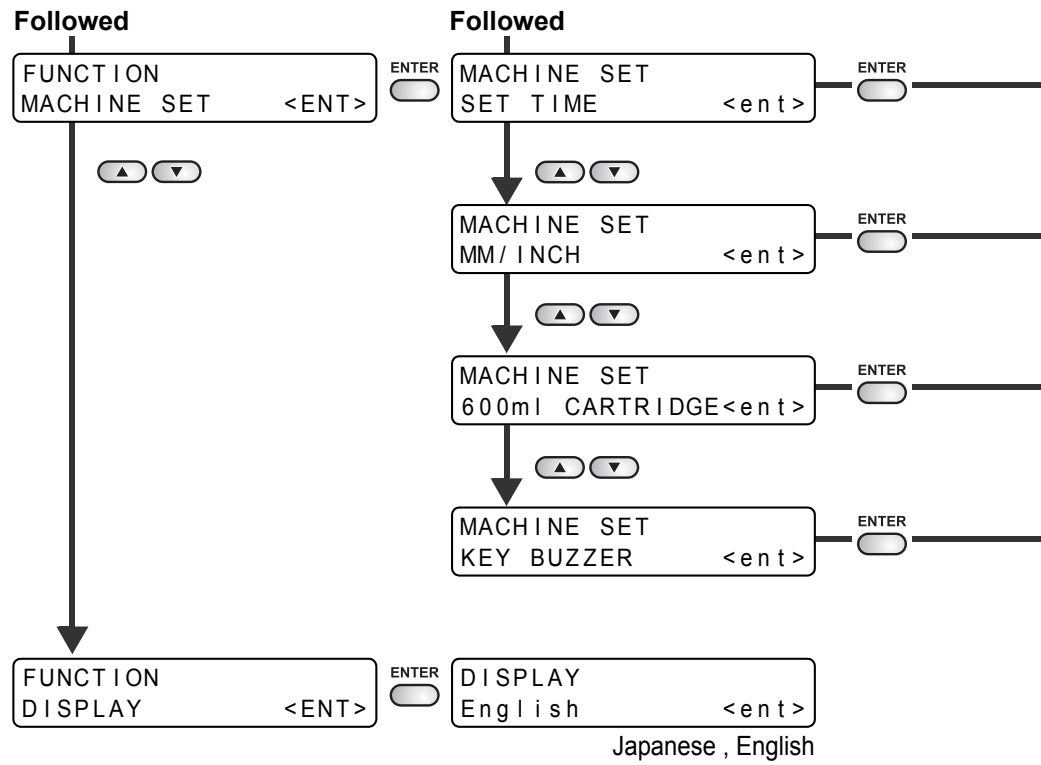 Followed
Followed
FUNCTION
MACHINE SET <ENT>
ENTER
MACHINE SET
SET TIME <ent>
ENTER
MACHINE SET
MM/INCH <ent>
ENTER
MACHINE SET
600ml CARTRIDGE<ent>
ENTER
MACHINE SET
KEY BUZZER <ent>
ENTER
FUNCTION
DISPLAY <ENT>
ENTER
DISPLAY
English <ent>
Japanese , English